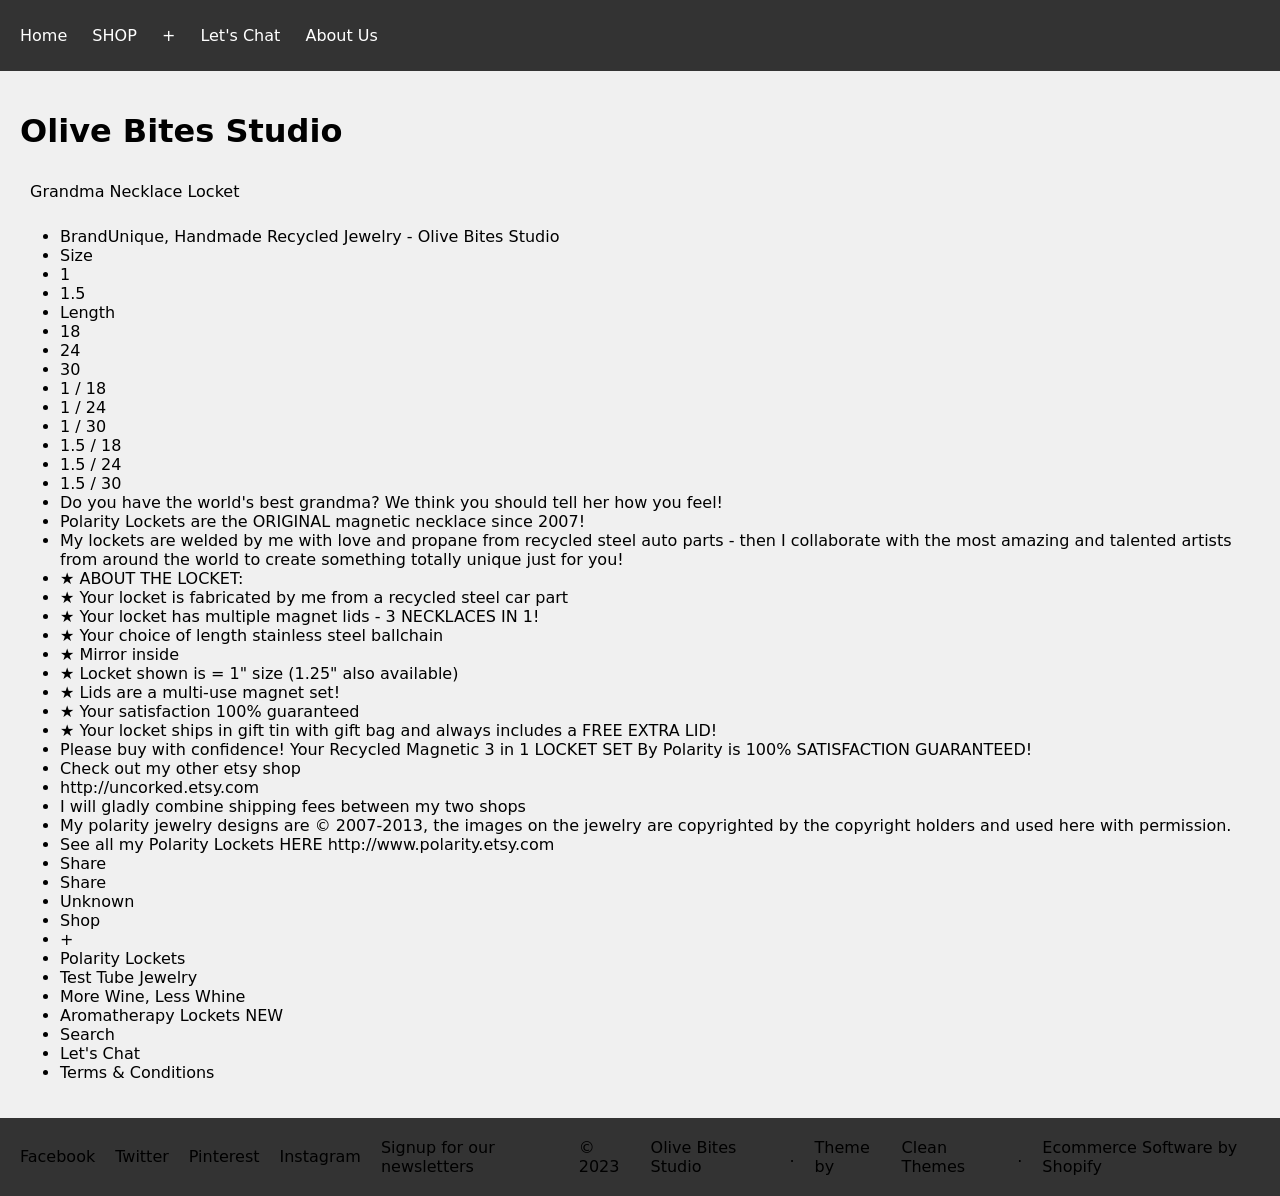 Home SHOP + Let's Chat About Us
Olive Bites Studio
Grandma Necklace Locket
• BrandUnique, Handmade Recycled Jewelry - Olive Bites Studio
• Size
• 1
• 1.5
• Length
• 18
• 24
• 30
• 1 / 18
• 1 / 24
• 1 / 30
• 1.5 / 18
• 1.5 / 24
• 1.5 / 30
• Do you have the world's best grandma? We think you should tell her how you feel!
• Polarity Lockets are the ORIGINAL magnetic necklace since 2007!
• My lockets are welded by me with love and propane from recycled steel auto parts - then I collaborate with the most amazing and talented artists
from around the world to create something totally unique just for you!
• ★ ABOUT THE LOCKET:
• ★ Your locket is fabricated by me from a recycled steel car part
• ★ Your locket has multiple magnet lids - 3 NECKLACES IN 1!
• ★ Your choice of length stainless steel ballchain
• ★ Mirror inside
• ★ Locket shown is = 1" size (1.25" also available)
• ★ Lids are a multi-use magnet set!
• ★ Your satisfaction 100% guaranteed
• ★ Your locket ships in gift tin with gift bag and always includes a FREE EXTRA LID!
• Please buy with confidence! Your Recycled Magnetic 3 in 1 LOCKET SET By Polarity is 100% SATISFACTION GUARANTEED!
• Check out my other etsy shop
• http://uncorked.etsy.com
• I will gladly combine shipping fees between my two shops
• My polarity jewelry designs are © 2007-2013, the images on the jewelry are copyrighted by the copyright holders and used here with permission.
• See all my Polarity Lockets HERE http://www.polarity.etsy.com
• Share
• Share
• Unknown
• Shop
• +
• Polarity Lockets
• Test Tube Jewelry
• More Wine, Less Whine
• Aromatherapy Lockets NEW
• Search
• Let's Chat
• Terms & Conditions
Facebook Twitter Pinterest Instagram Signup for our newsletters © 2023 Olive Bites Studio . Theme by Clean Themes . Ecommerce Software by Shopify